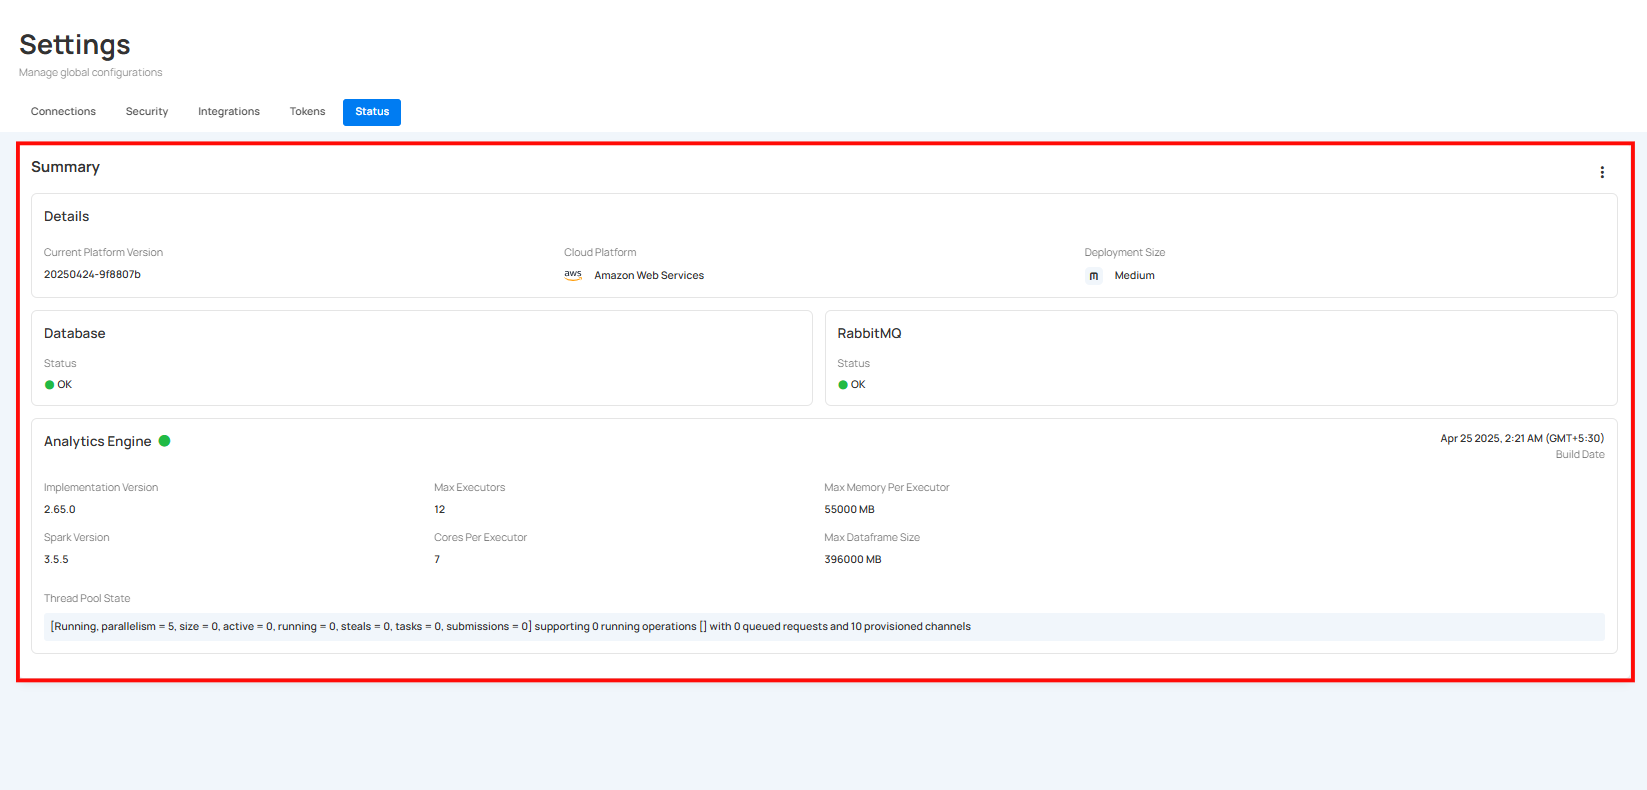 Settings
Manage global configurations
Connections Security Integrations Tokens Status
Summary
Details
Current Platform Version Cloud Platform Deployment Size
20250424-9f8807b aws Amazon Web Services m Medium
Database RabbitMQ
Status Status
OK OK
Analytics Engine Apr 25 2025, 2:21 AM (GMT+5:30)
Build Date
Implementation Version Max Executors Max Memory Per Executor
2.65.0 12 55000 MB
Spark Version Cores Per Executor Max Dataframe Size
3.5.5 7 396000 MB
Thread Pool State
[Running, parallelism = 5, size = 0, active = 0, running = 0, steals = 0, tasks = 0, submissions = 0] supporting 0 running operations [] with 0 queued requests and 10 provisioned channels